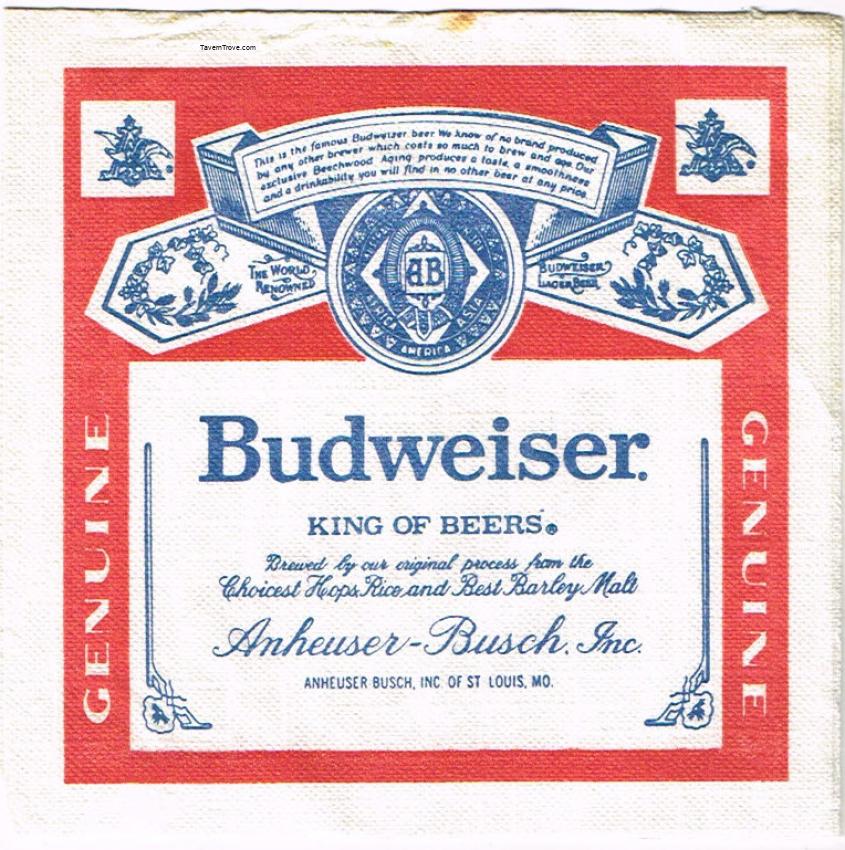 TavernTrove.com
This is the famous Budweiser beer. We know of no brand produced
by any other brewer which costs so much to brew and age. Our
exclusive Beechwood Aging produces a taste, a smoothness
and a drinkability you will find in no other beer at any price.
THE WORLD
RENOWNED
BUDWEISER
LAGER BEER
AB
AFRICA
ASIA
AMERICA
GENUINE
GENUINE
Budweiser®
KING OF BEERS®
Brewed by our original process from the
Choicest Hops, Rice and Best Barley Malt
Anheuser-Busch, Inc.
ANHEUSER BUSCH, INC OF ST LOUIS, MO.